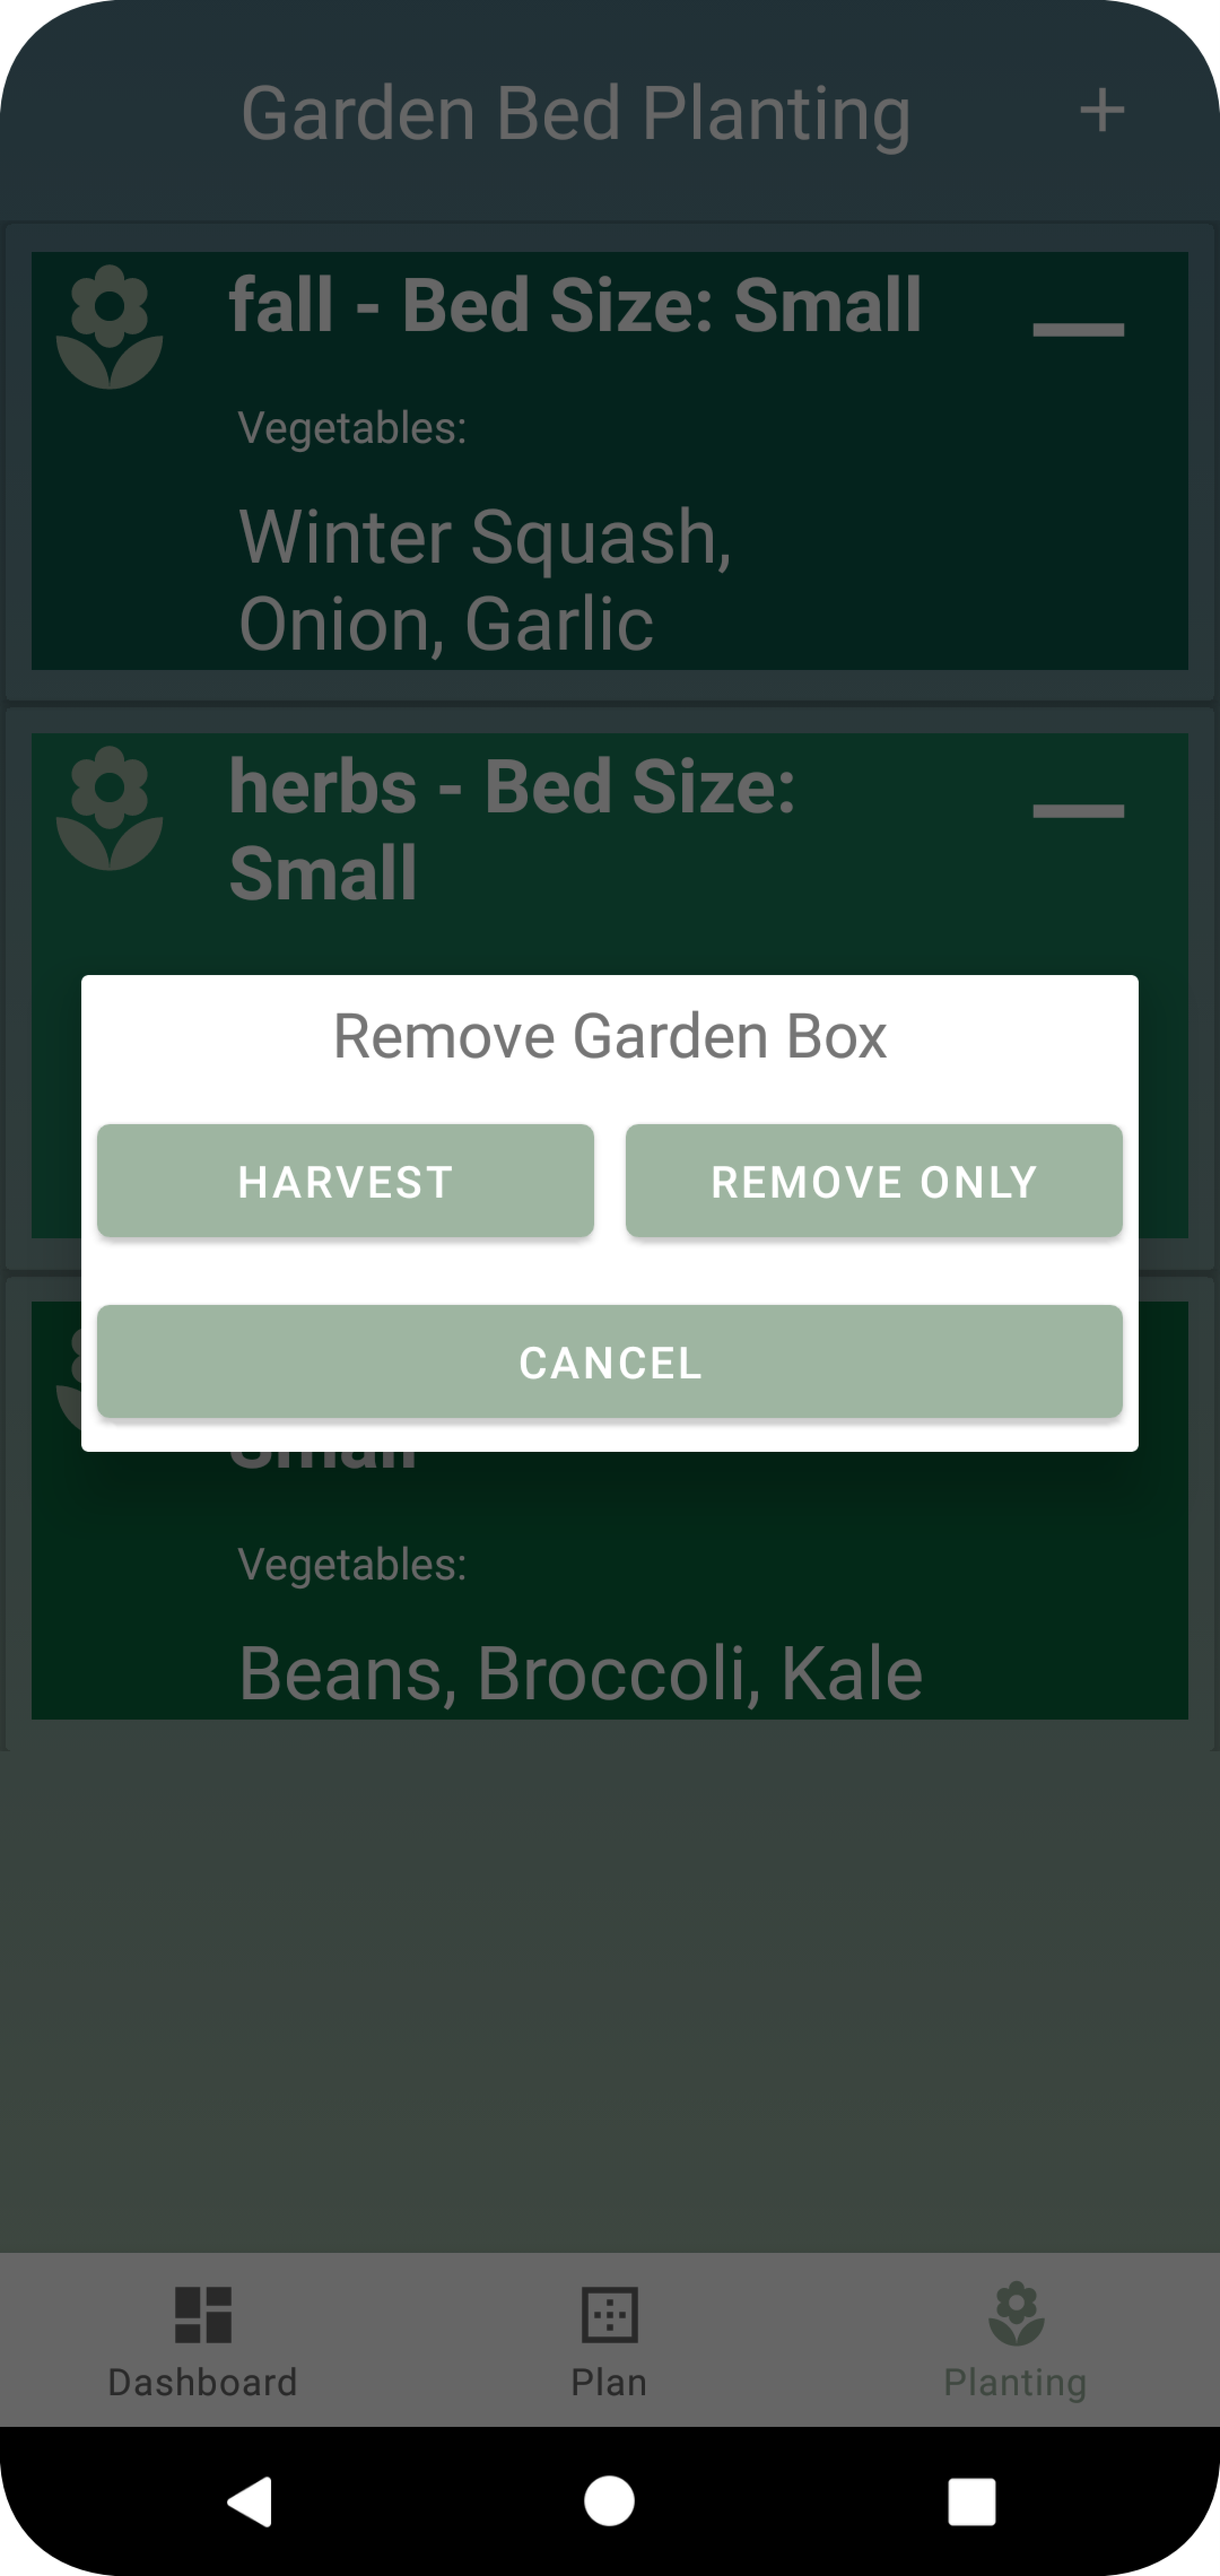 Garden Bed Planting
fall - Bed Size: Small
Vegetables:
Winter Squash,
Onion, Garlic
herbs - Bed Size:
Small
Remove Garden Box
HARVEST
REMOVE ONLY
CANCEL
Small
Vegetables:
Beans, Broccoli, Kale
Dashboard
Plan
Planting